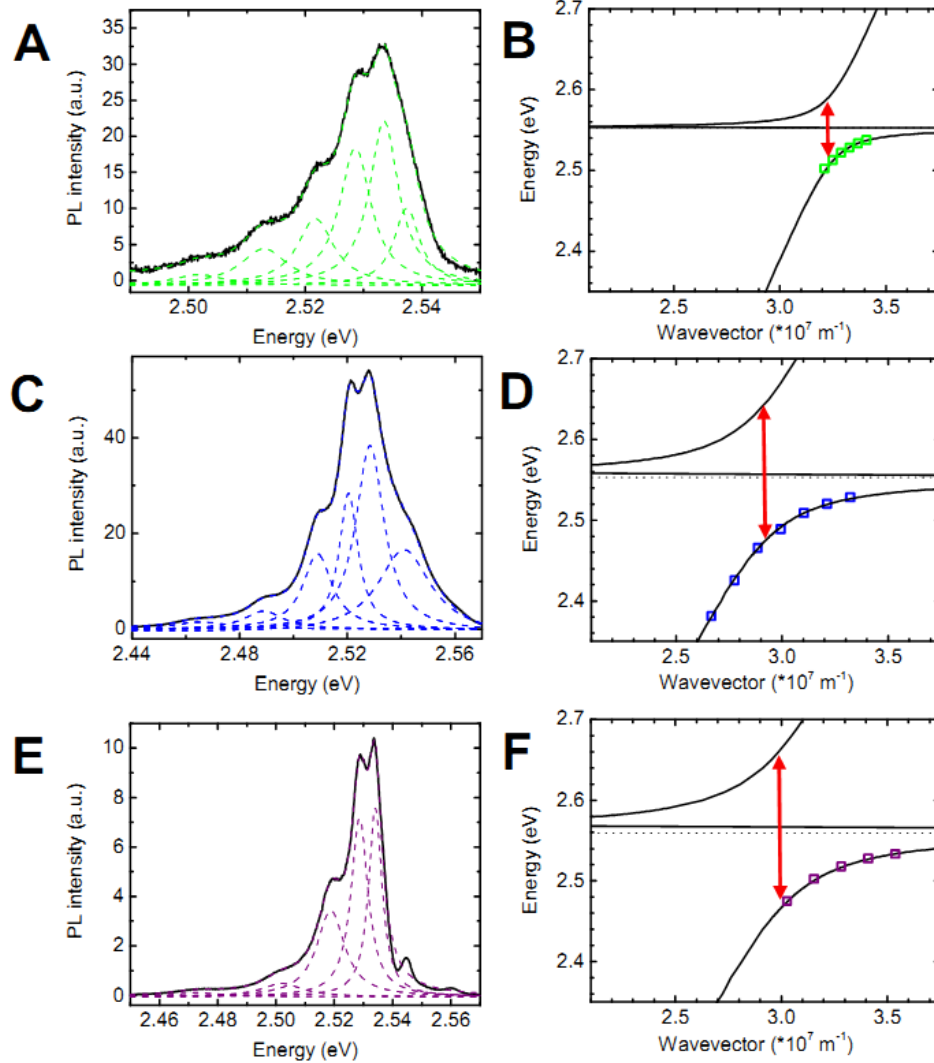 A
PL intensity (a.u.)
35
30
25
20
15
10
5
0
2.50
2.52
2.54
Energy (eV)
B
Energy (eV)
2.7
2.6
2.5
2.4
2.5
3.0
3.5
Wavevector (*10⁷ m⁻¹)
C
PL intensity (a.u.)
40
20
0
2.44
2.48
2.52
2.56
Energy (eV)
D
Energy (eV)
2.7
2.6
2.5
2.4
2.5
3.0
3.5
Wavevector (*10⁷ m⁻¹)
E
PL intensity (a.u.)
10
8
6
4
2
0
2.46
2.48
2.50
2.52
2.54
2.56
Energy (eV)
F
Energy (eV)
2.7
2.6
2.5
2.4
2.5
3.0
3.5
Wavevector (*10⁷ m⁻¹)